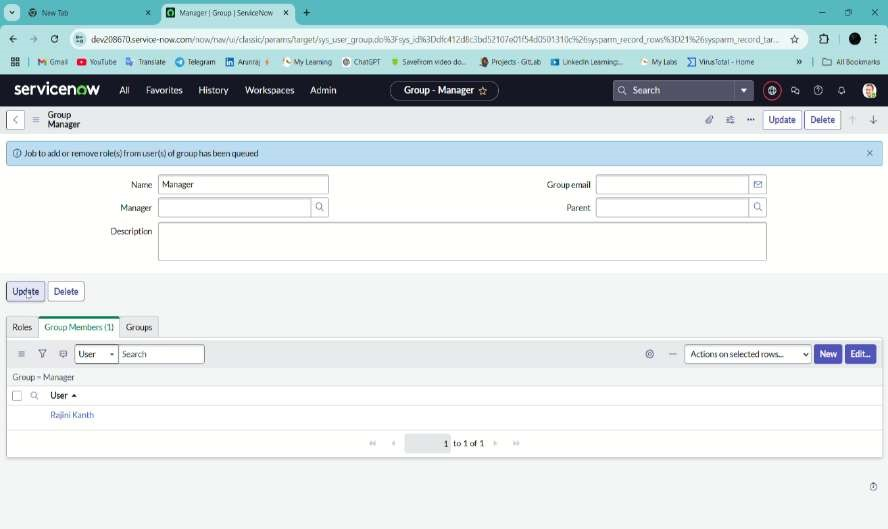 New Tab
Manager | Group | ServiceNow
dev208670.service-now.com/now/nav/ui/classic/params/target/sys_user_group.do%3Fsys_id%3Ddfc412d8c3bd52107e01f54d0501310c%26sysparm_record_rows%3D21%26sysparm_record_tar...
Gmail YouTube Translate Telegram Arunraj My Learning ChatGPT SaveFrom video do... Projects - GitLab LinkedIn Learning:... My Labs VirusTotal - Home » All Bookmarks
servicenow All Favorites History Workspaces Admin Group - Manager Search
Group
Manager
Update Delete
Job to add or remove role(s) from user(s) of group has been queued
Name Manager Group email
Manager Parent
Description
Update Delete
Roles Group Members (1) Groups
User Search Actions on selected rows... New Edit...
Group = Manager
User
Rajini Kanth
1 to 1 of 1